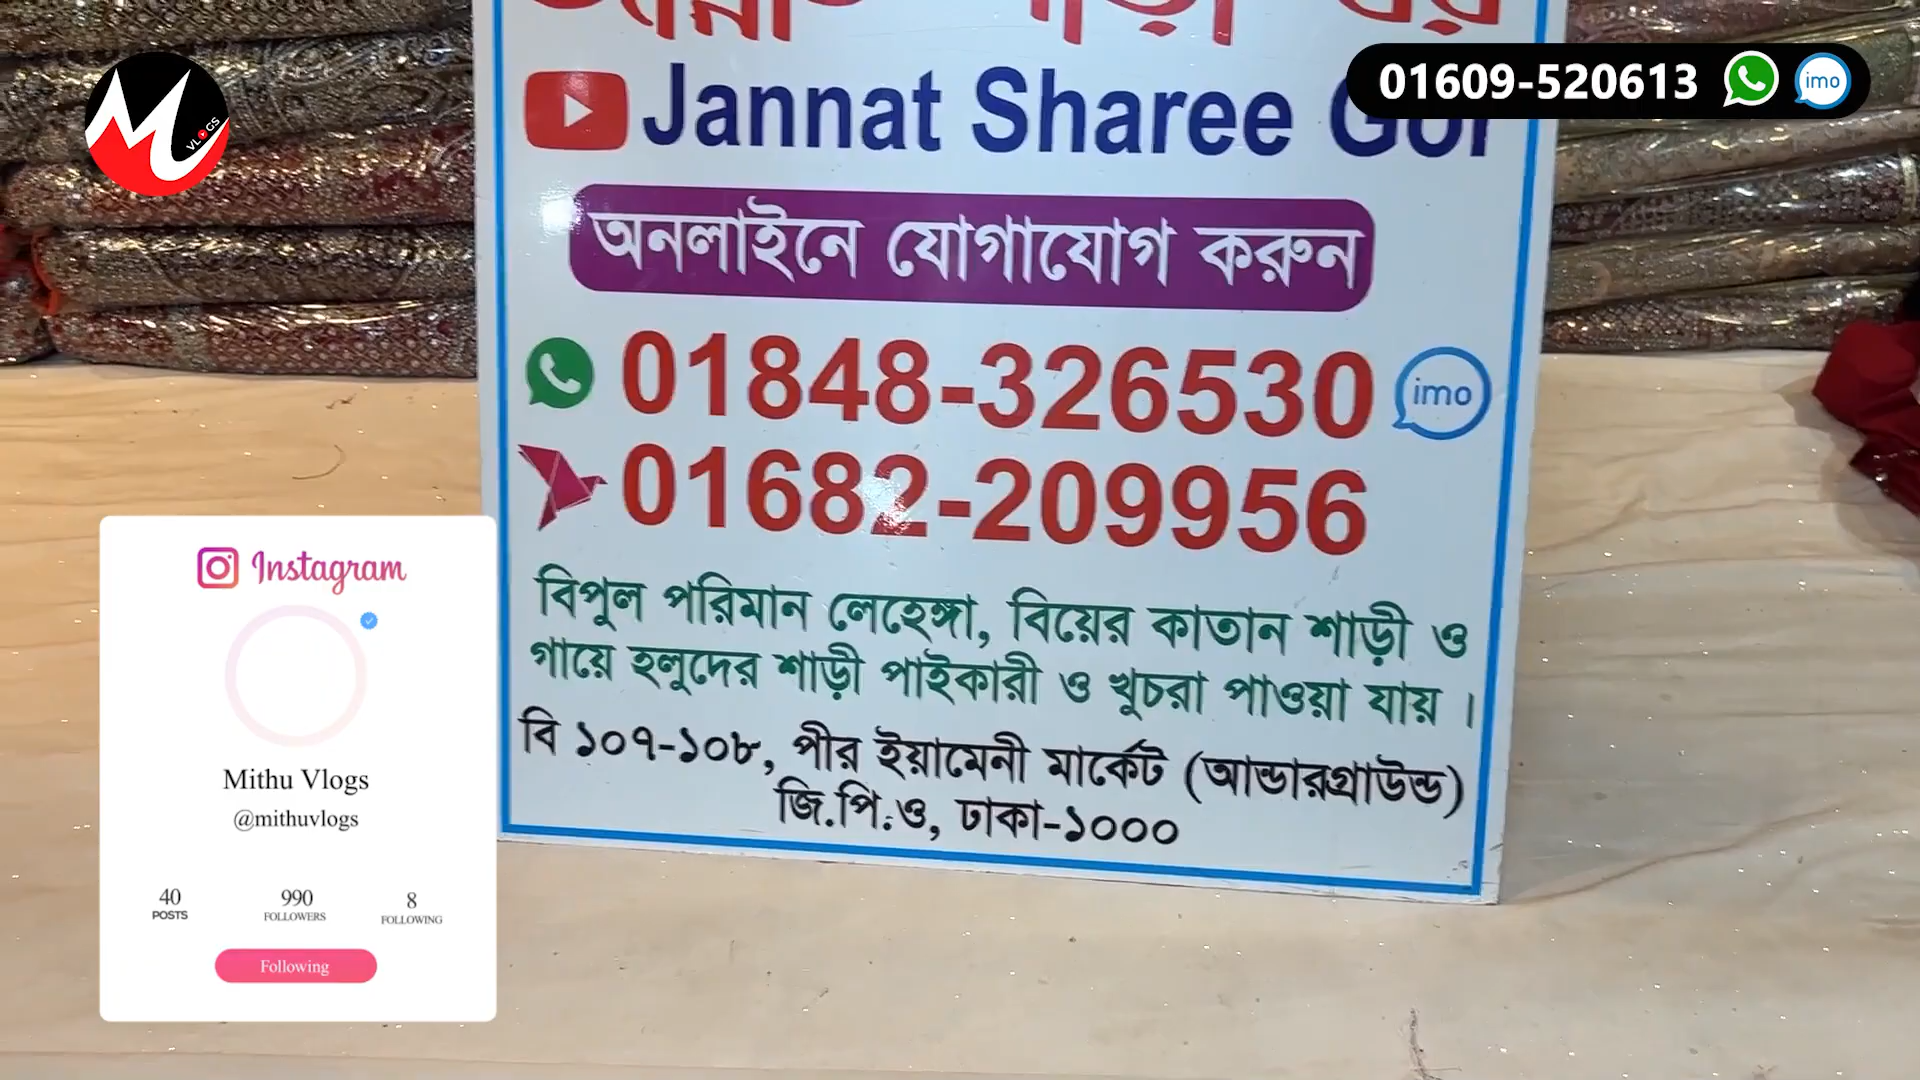 Jannat Sharee
01609-520613
imo
VLOGS
অনলাইনে যোগাযোগ করুন
01848-326530
imo
01682-209956
বিপুল পরিমান লেহেঙ্গা, বিয়ের কাতান শাড়ী ও
গায়ে হলুদের শাড়ী পাইকারী ও খুচরা পাওয়া যায় ।
বি ১০৭-১০৮, পীর ইয়ামেনী মার্কেট (আন্ডারগ্রাউন্ড)
জি.পি.ও, ঢাকা-১০০০
Instagram
Mithu Vlogs
@mithuvlogs
40 990 8
POSTS FOLLOWERS FOLLOWING
Following